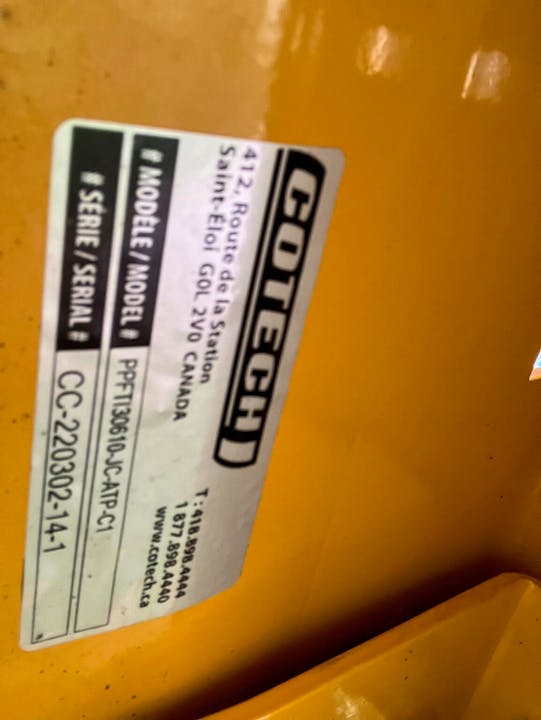 COTECH
412, Route de la Station
Saint-Éloi G0L 2V0 CANADA
T : 418.898.4444
1 877.898.4440
www.cotech.ca
# MODÈLE / MODEL # PPFT130610-JC-ATP-C1
# SÉRIE / SERIAL # CC-220302-14-1